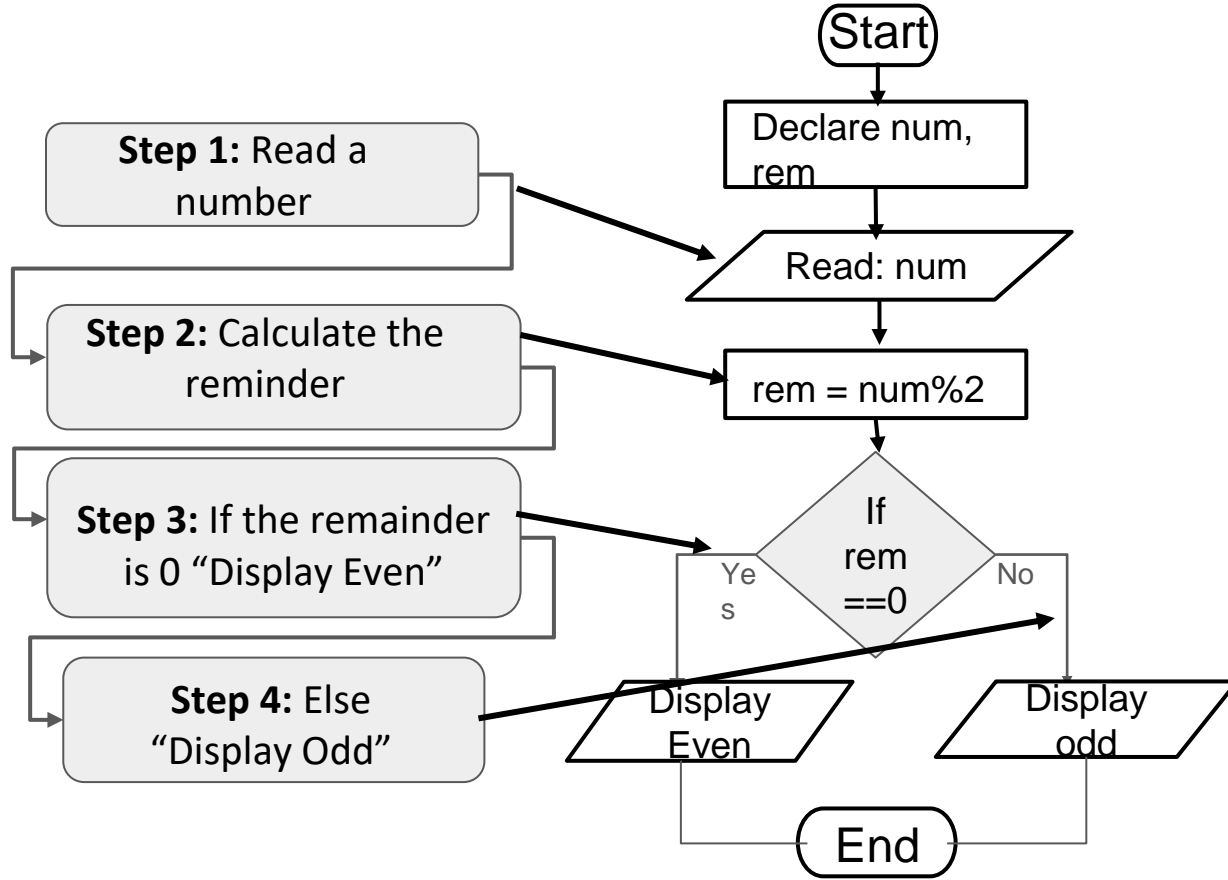 Step 1: Read a
number
Step 2: Calculate the
reminder
Step 3: If the remainder
is 0 “Display Even”
Step 4: Else
“Display Odd”
Start
Declare num,
rem
Read: num
rem = num%2
If
rem
==0
Ye
s
No
Display
Even
Display
odd
End